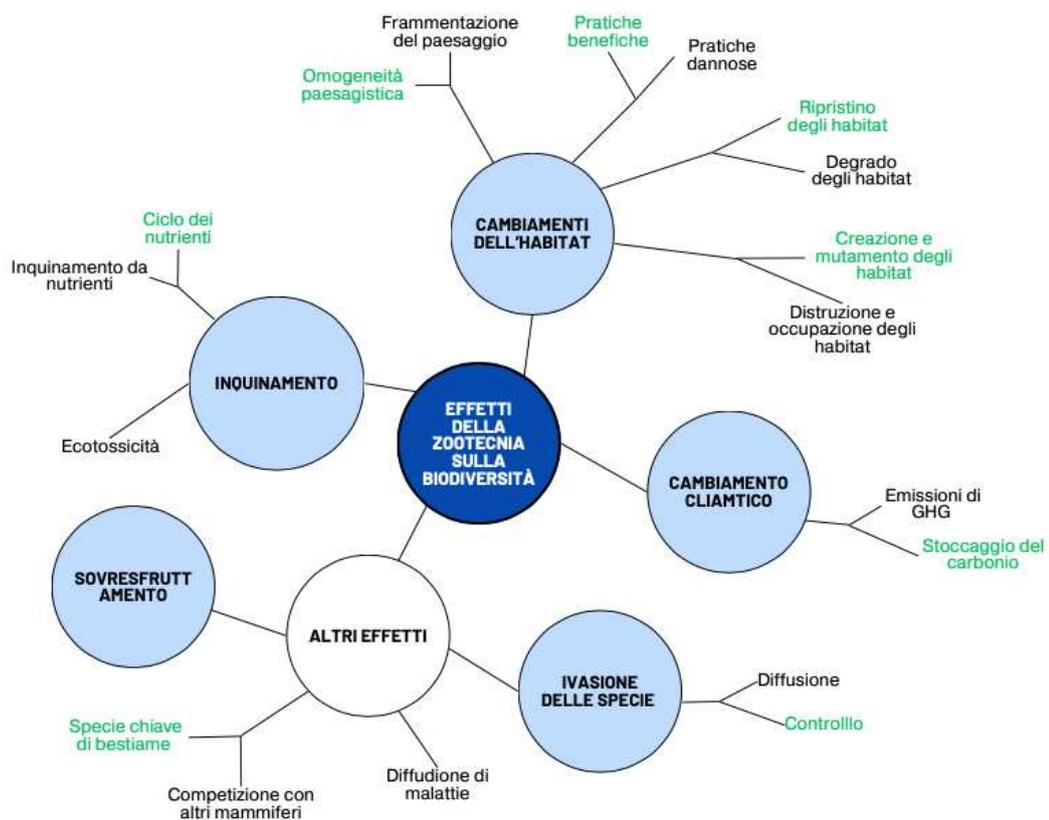 Frammentazione
del paesaggio
Omogeneità
paesagistica
Pratiche
benefiche
Pratiche
dannose
Ripristino
degli habitat
Degrado
degli habitat
CAMBIAMENTI
DELL'HABITAT
Creazione e
mutamento degli
habitat
Distruzione e
occupazione degli
habitat
Ciclo dei
nutrienti
Inquinamento da
nutrienti
INQUINAMENTO
Ecotossicità
EFFETTI
DELLA
ZOOTECNIA
SULLA
BIODIVERSITÀ
CAMBIAMENTO
CLIAMTICO
Emissioni di
GHG
Stoccaggio del
carbonio
SOVRESFRUTT
AMENTO
ALTRI EFFETTI
IVASIONE
DELLE SPECIE
Diffusione
Controlllo
Specie chiave
di bestiame
Competizione con
altri mammiferi
Diffudione di
malattie